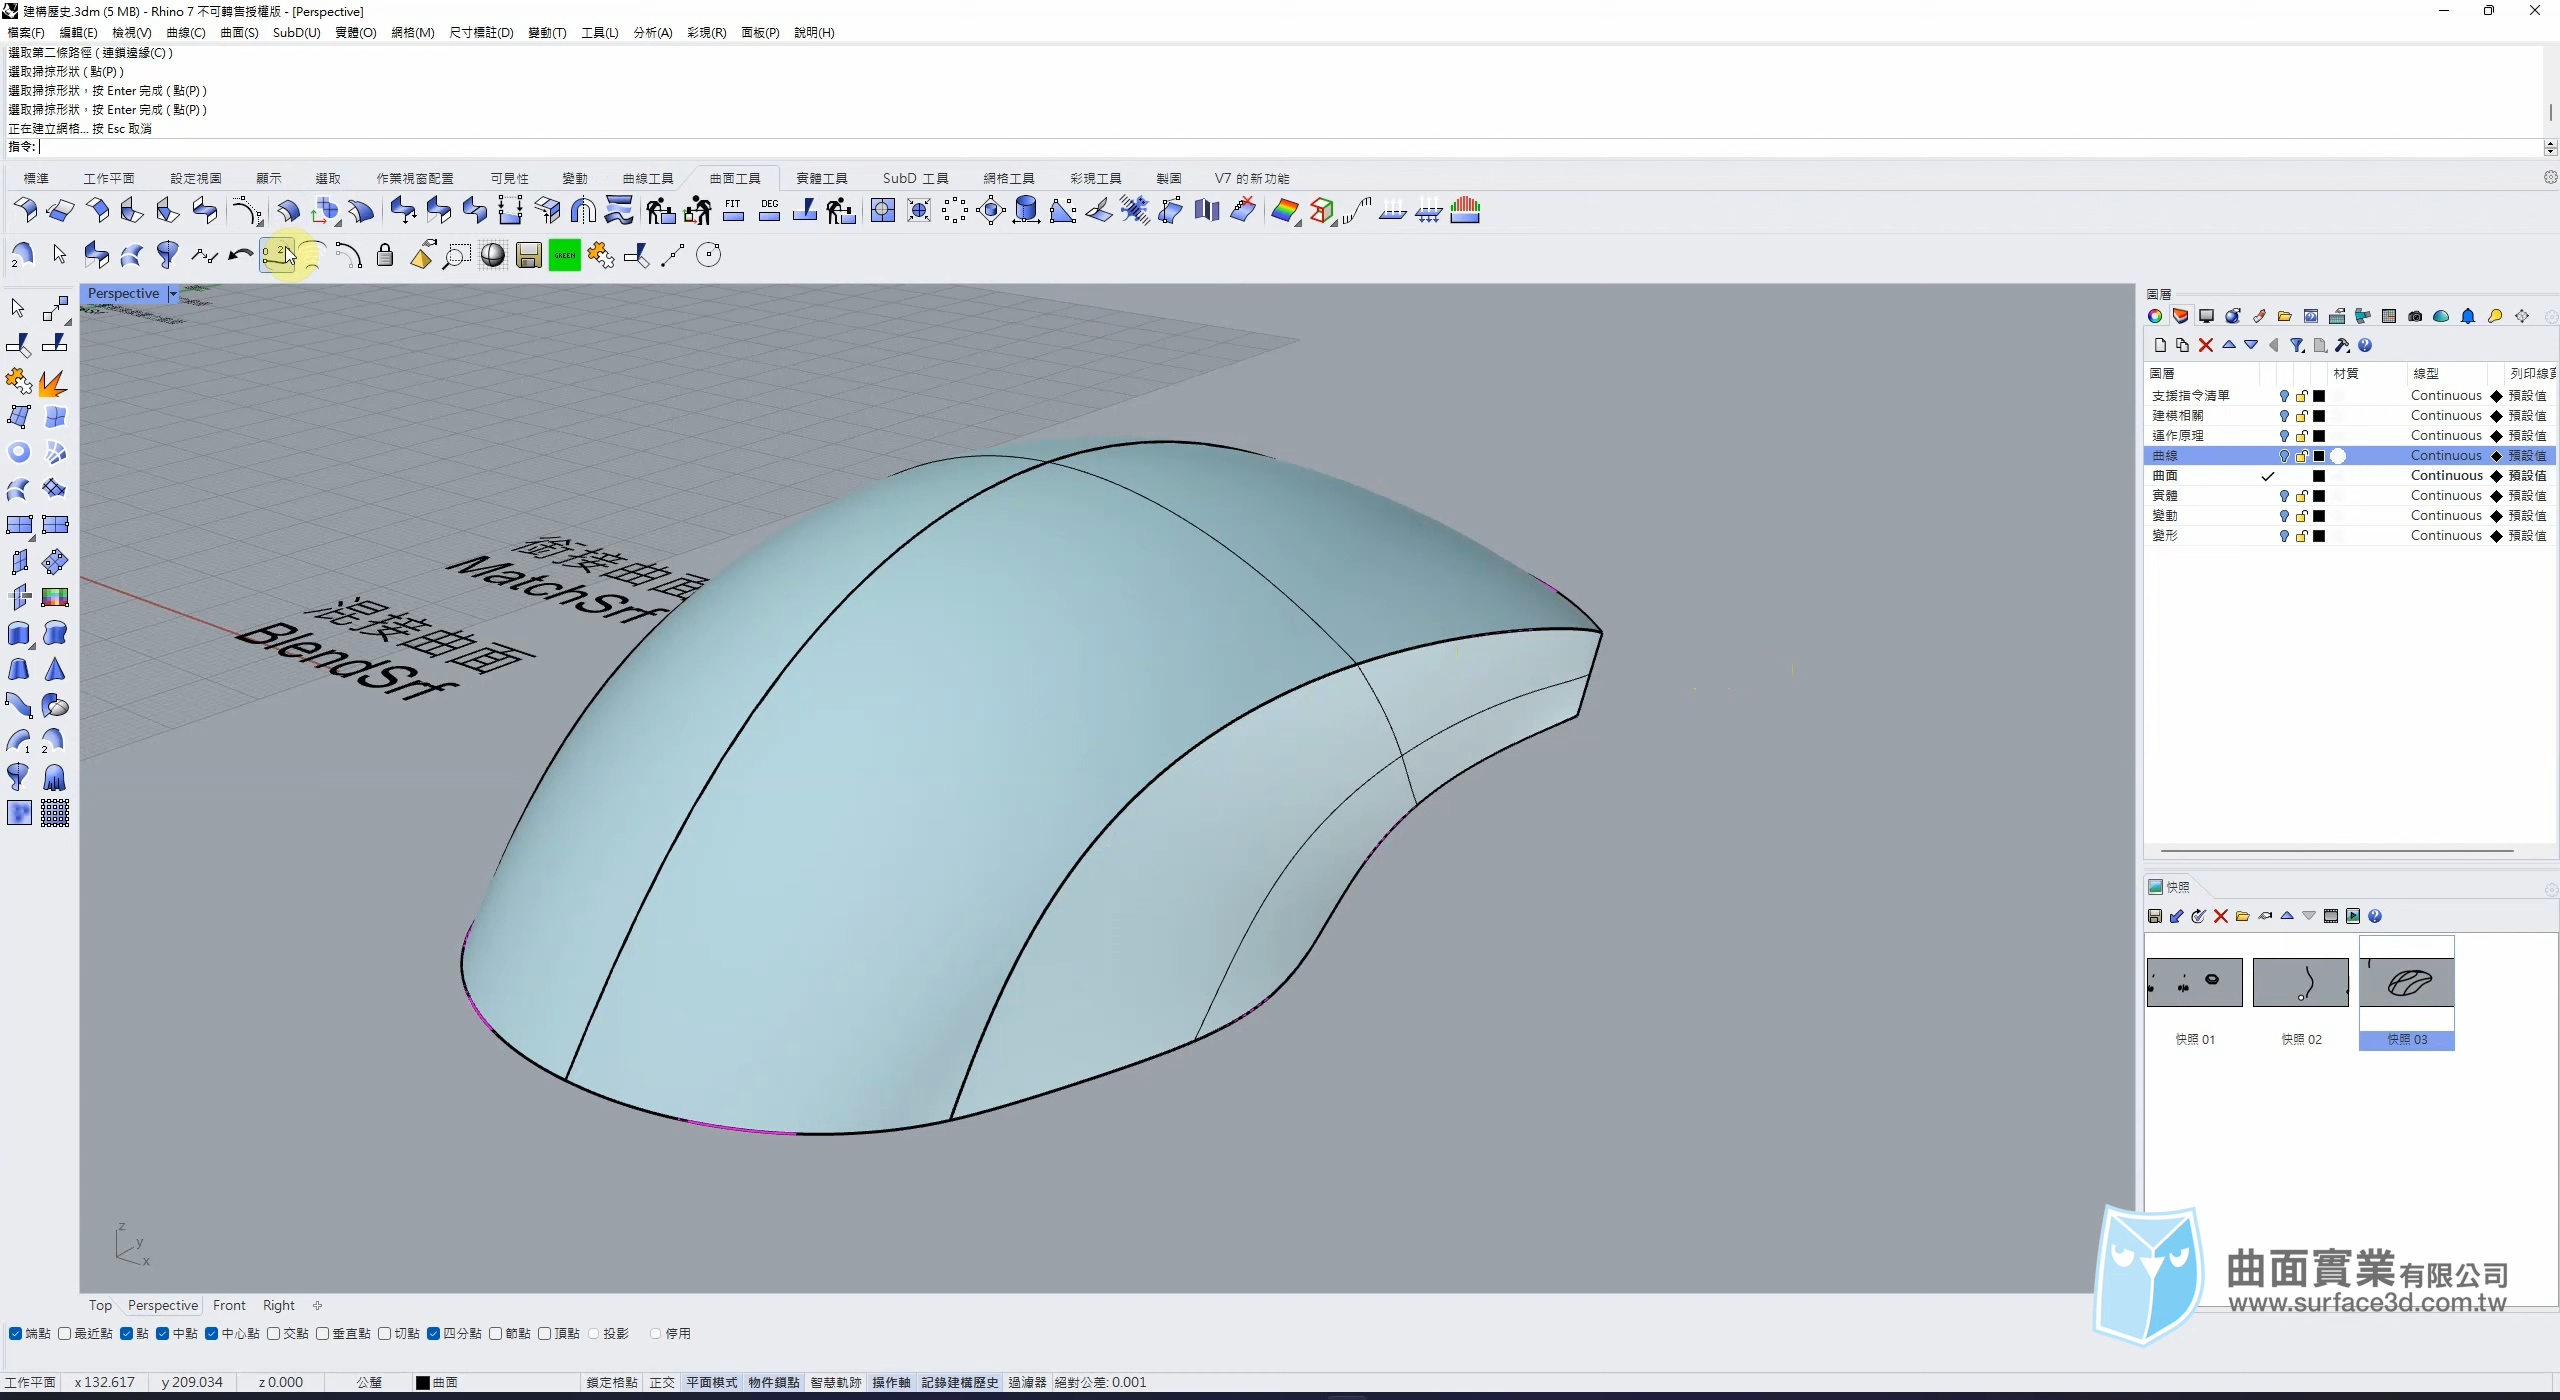 建構歷史.3dm (5 MB) - Rhino 7 不可轉售授權版 - [Perspective]
檔案(F) 編輯(E) 檢視(V) 曲線(C) 曲面(S) SubD(U) 實體(O) 網格(M) 尺寸標註(D) 變動(T) 工具(L) 分析(A) 彩現(R) 面板(P) 說明(H)
選取第二條路徑 ( 連鎖邊緣(C) )
選取掃掠形狀 ( 點(P) )
選取掃掠形狀，按 Enter 完成 ( 點(P) )
選取掃掠形狀，按 Enter 完成 ( 點(P) )
正在建立網格... 按 Esc 取消
指令:
標準 工作平面 設定視圖 顯示 選取 作業視窗配置 可見性 變動 曲線工具 曲面工具 實體工具 SubD 工具 網格工具 彩現工具 製圖 V7 的新功能
FIT DEG
GREEN
Perspective
銜接曲面
MatchSrf
混接曲面
BlendSrf
z
y
x
圖層
圖層 材質 線型 列印線寬
支援指令清單 Continuous 預設值
建模相關 Continuous 預設值
運作原理 Continuous 預設值
曲線 Continuous 預設值
曲面 Continuous 預設值
實體 Continuous 預設值
變動 Continuous 預設值
變形 Continuous 預設值
快照
快照 01 快照 02 快照 03
曲面實業有限公司
www.surface3d.com.tw
Top Perspective Front Right
端點 最近點 點 中點 中心點 交點 垂直點 切點 四分點 節點 頂點 投影 停用
工作平面 x 132.617 y 209.034 z 0.000 公釐 曲面 鎖定格點 正交 平面模式 物件鎖點 智慧軌跡 操作軸 記錄建構歷史 過濾器 絕對公差: 0.001